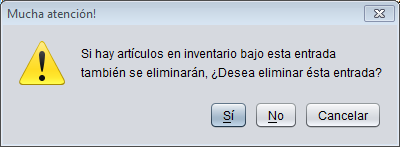 Mucha atención!
Si hay artículos en inventario bajo esta entrada
también se eliminarán, ¿Desea eliminar ésta entrada?
Sí No Cancelar